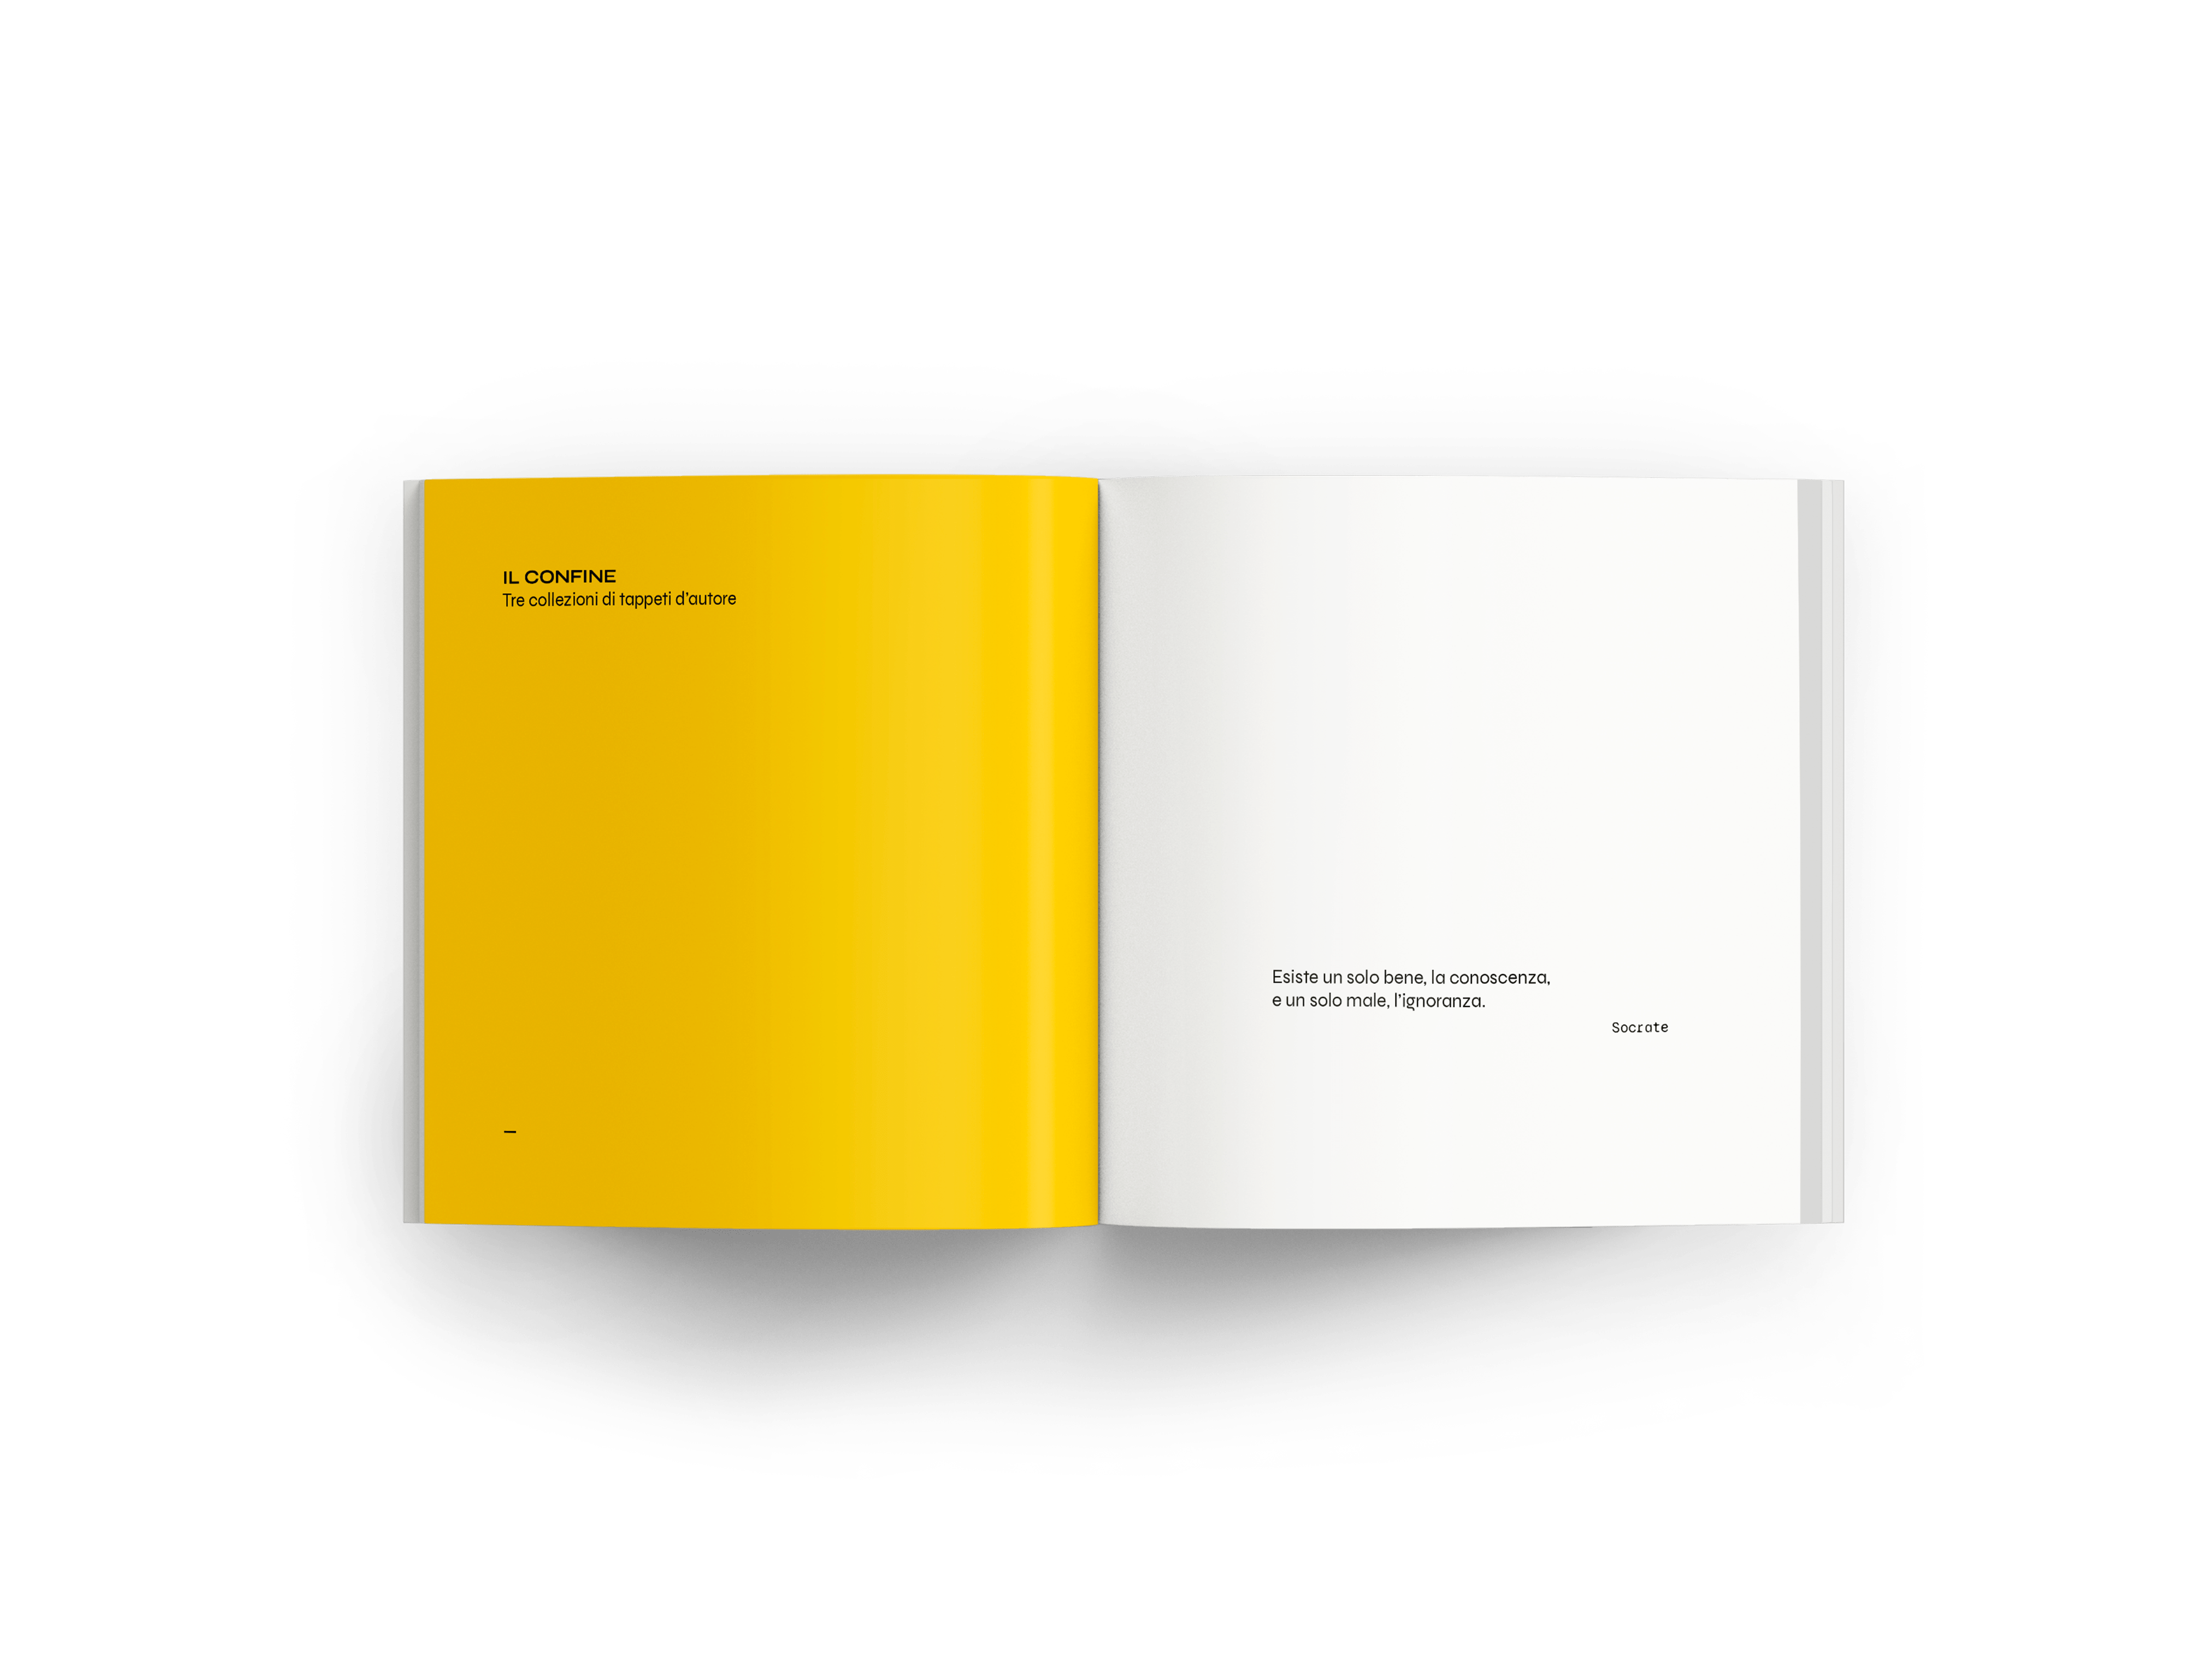 IL CONFINE
Tre collezioni di tappeti d’autore
–
Esiste un solo bene, la conoscenza,
e un solo male, l’ignoranza.
Socrate